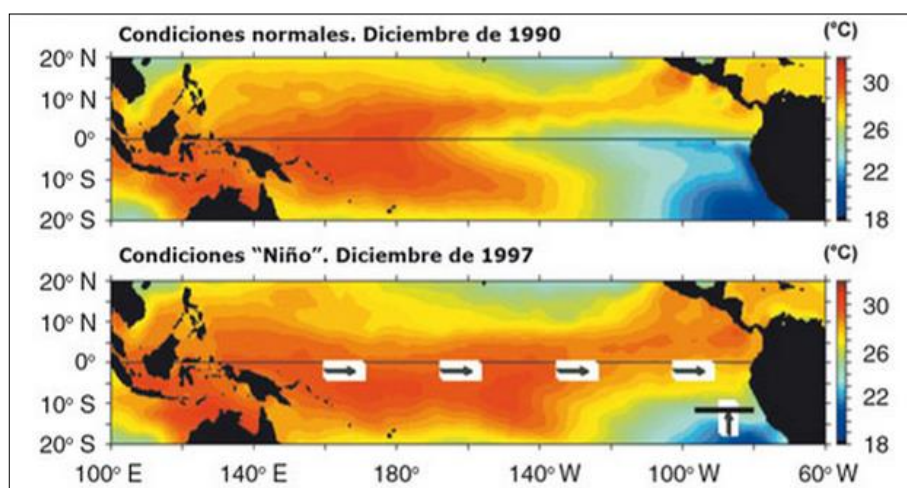 Condiciones normales. Diciembre de 1990
(°C)
20° N
10° N
0°
10° S
20° S
30
26
22
18
Condiciones “Niño”. Diciembre de 1997
(°C)
20° N
10° N
0°
10° S
20° S
30
26
22
18
100° E
140° E
180°
140° W
100° W
60° W